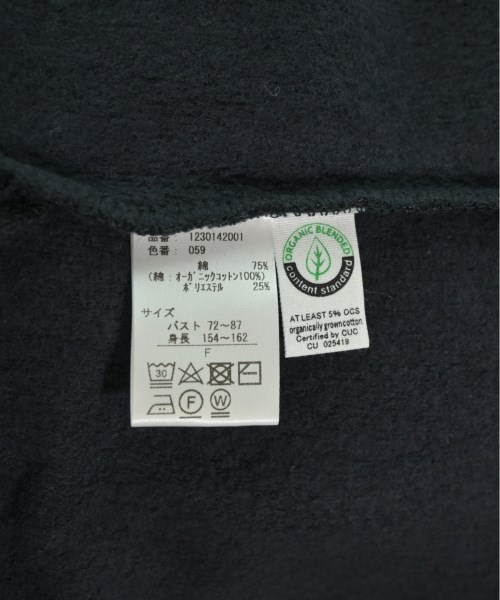 品番: 1230142001
色番: 059
綿 75%
(綿:オーガニックコットン100%)
ポリエステル 25%
サイズ
バスト 72~87
身長 154~162
F
30
F
W
ORGANIC BLENDED
content standard
AT LEAST 5% OCS
organically grown cotton
Certified by CUC
CU 025419